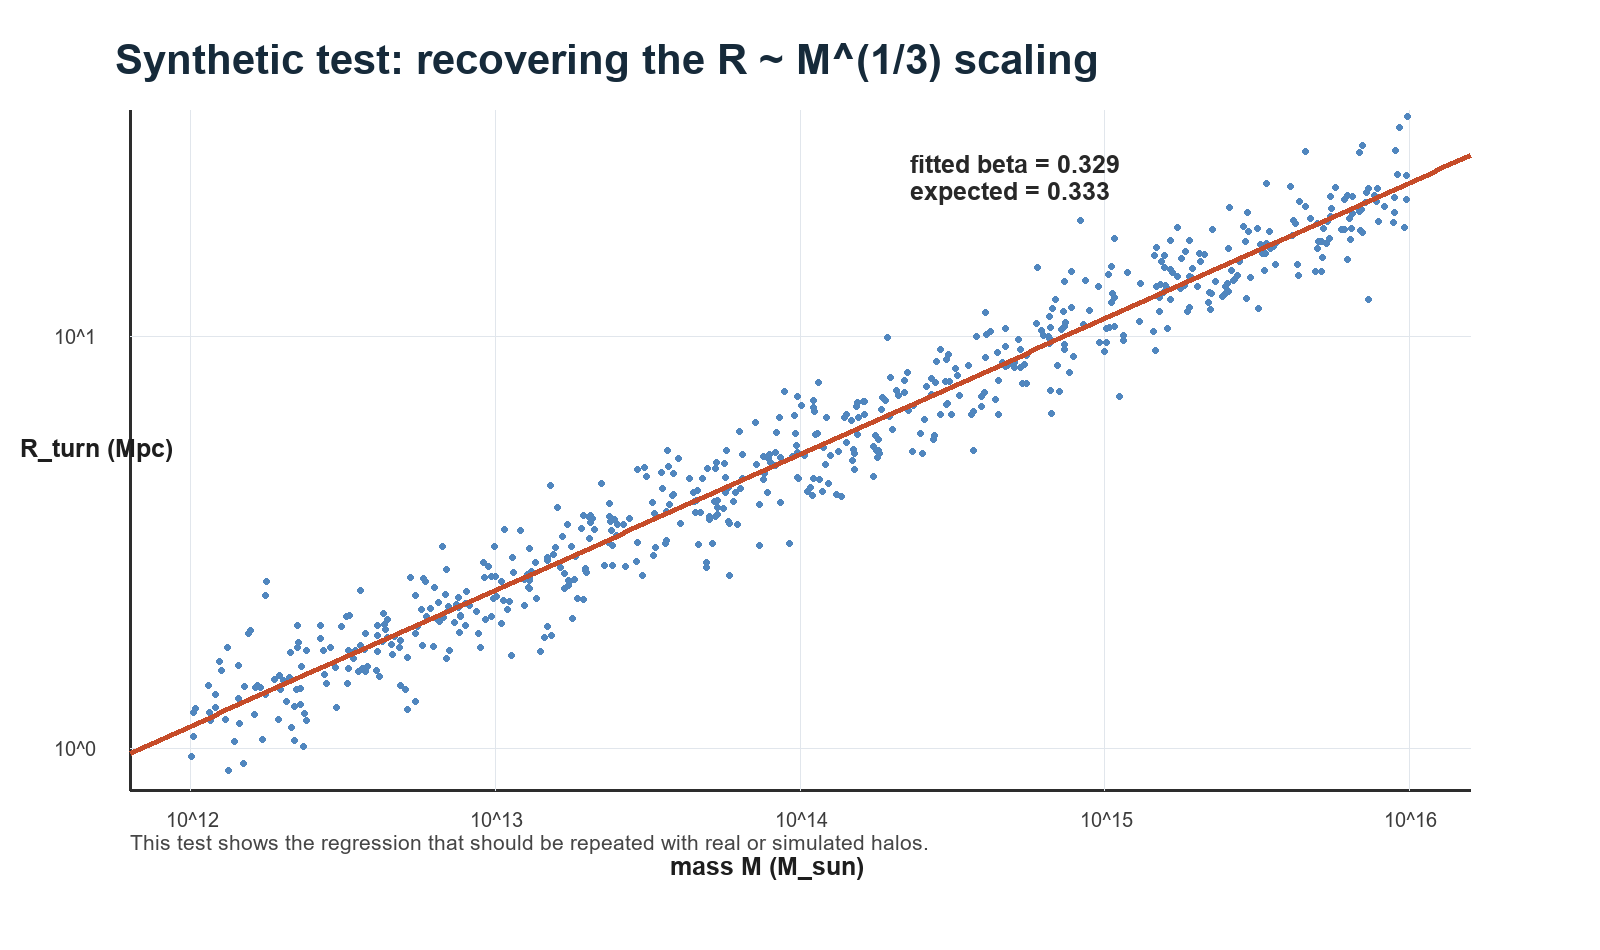 Synthetic test: recovering the R ~ M^(1/3) scaling
fitted beta = 0.329
expected = 0.333
10^1
R_turn (Mpc)
10^0
10^12 10^13 10^14 10^15 10^16
This test shows the regression that should be repeated with real or simulated halos.
mass M (M_sun)